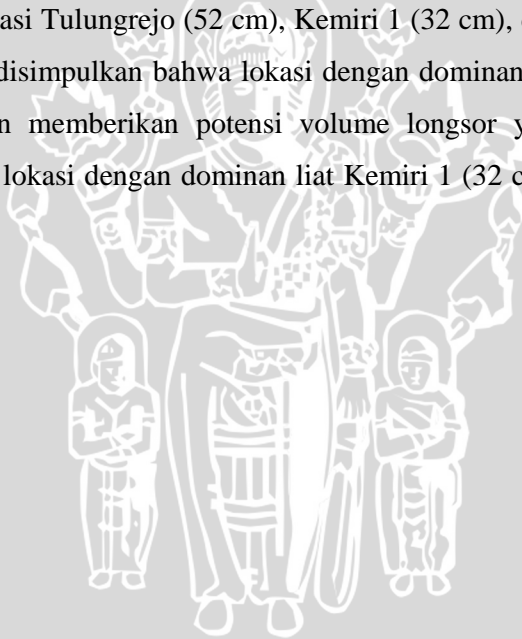 asi Tulungrejo (52 cm), Kemiri 1 (32 cm),
disimpulkan bahwa lokasi dengan dominan
n memberikan potensi volume longsor y
lokasi dengan dominan liat Kemiri 1 (32 c